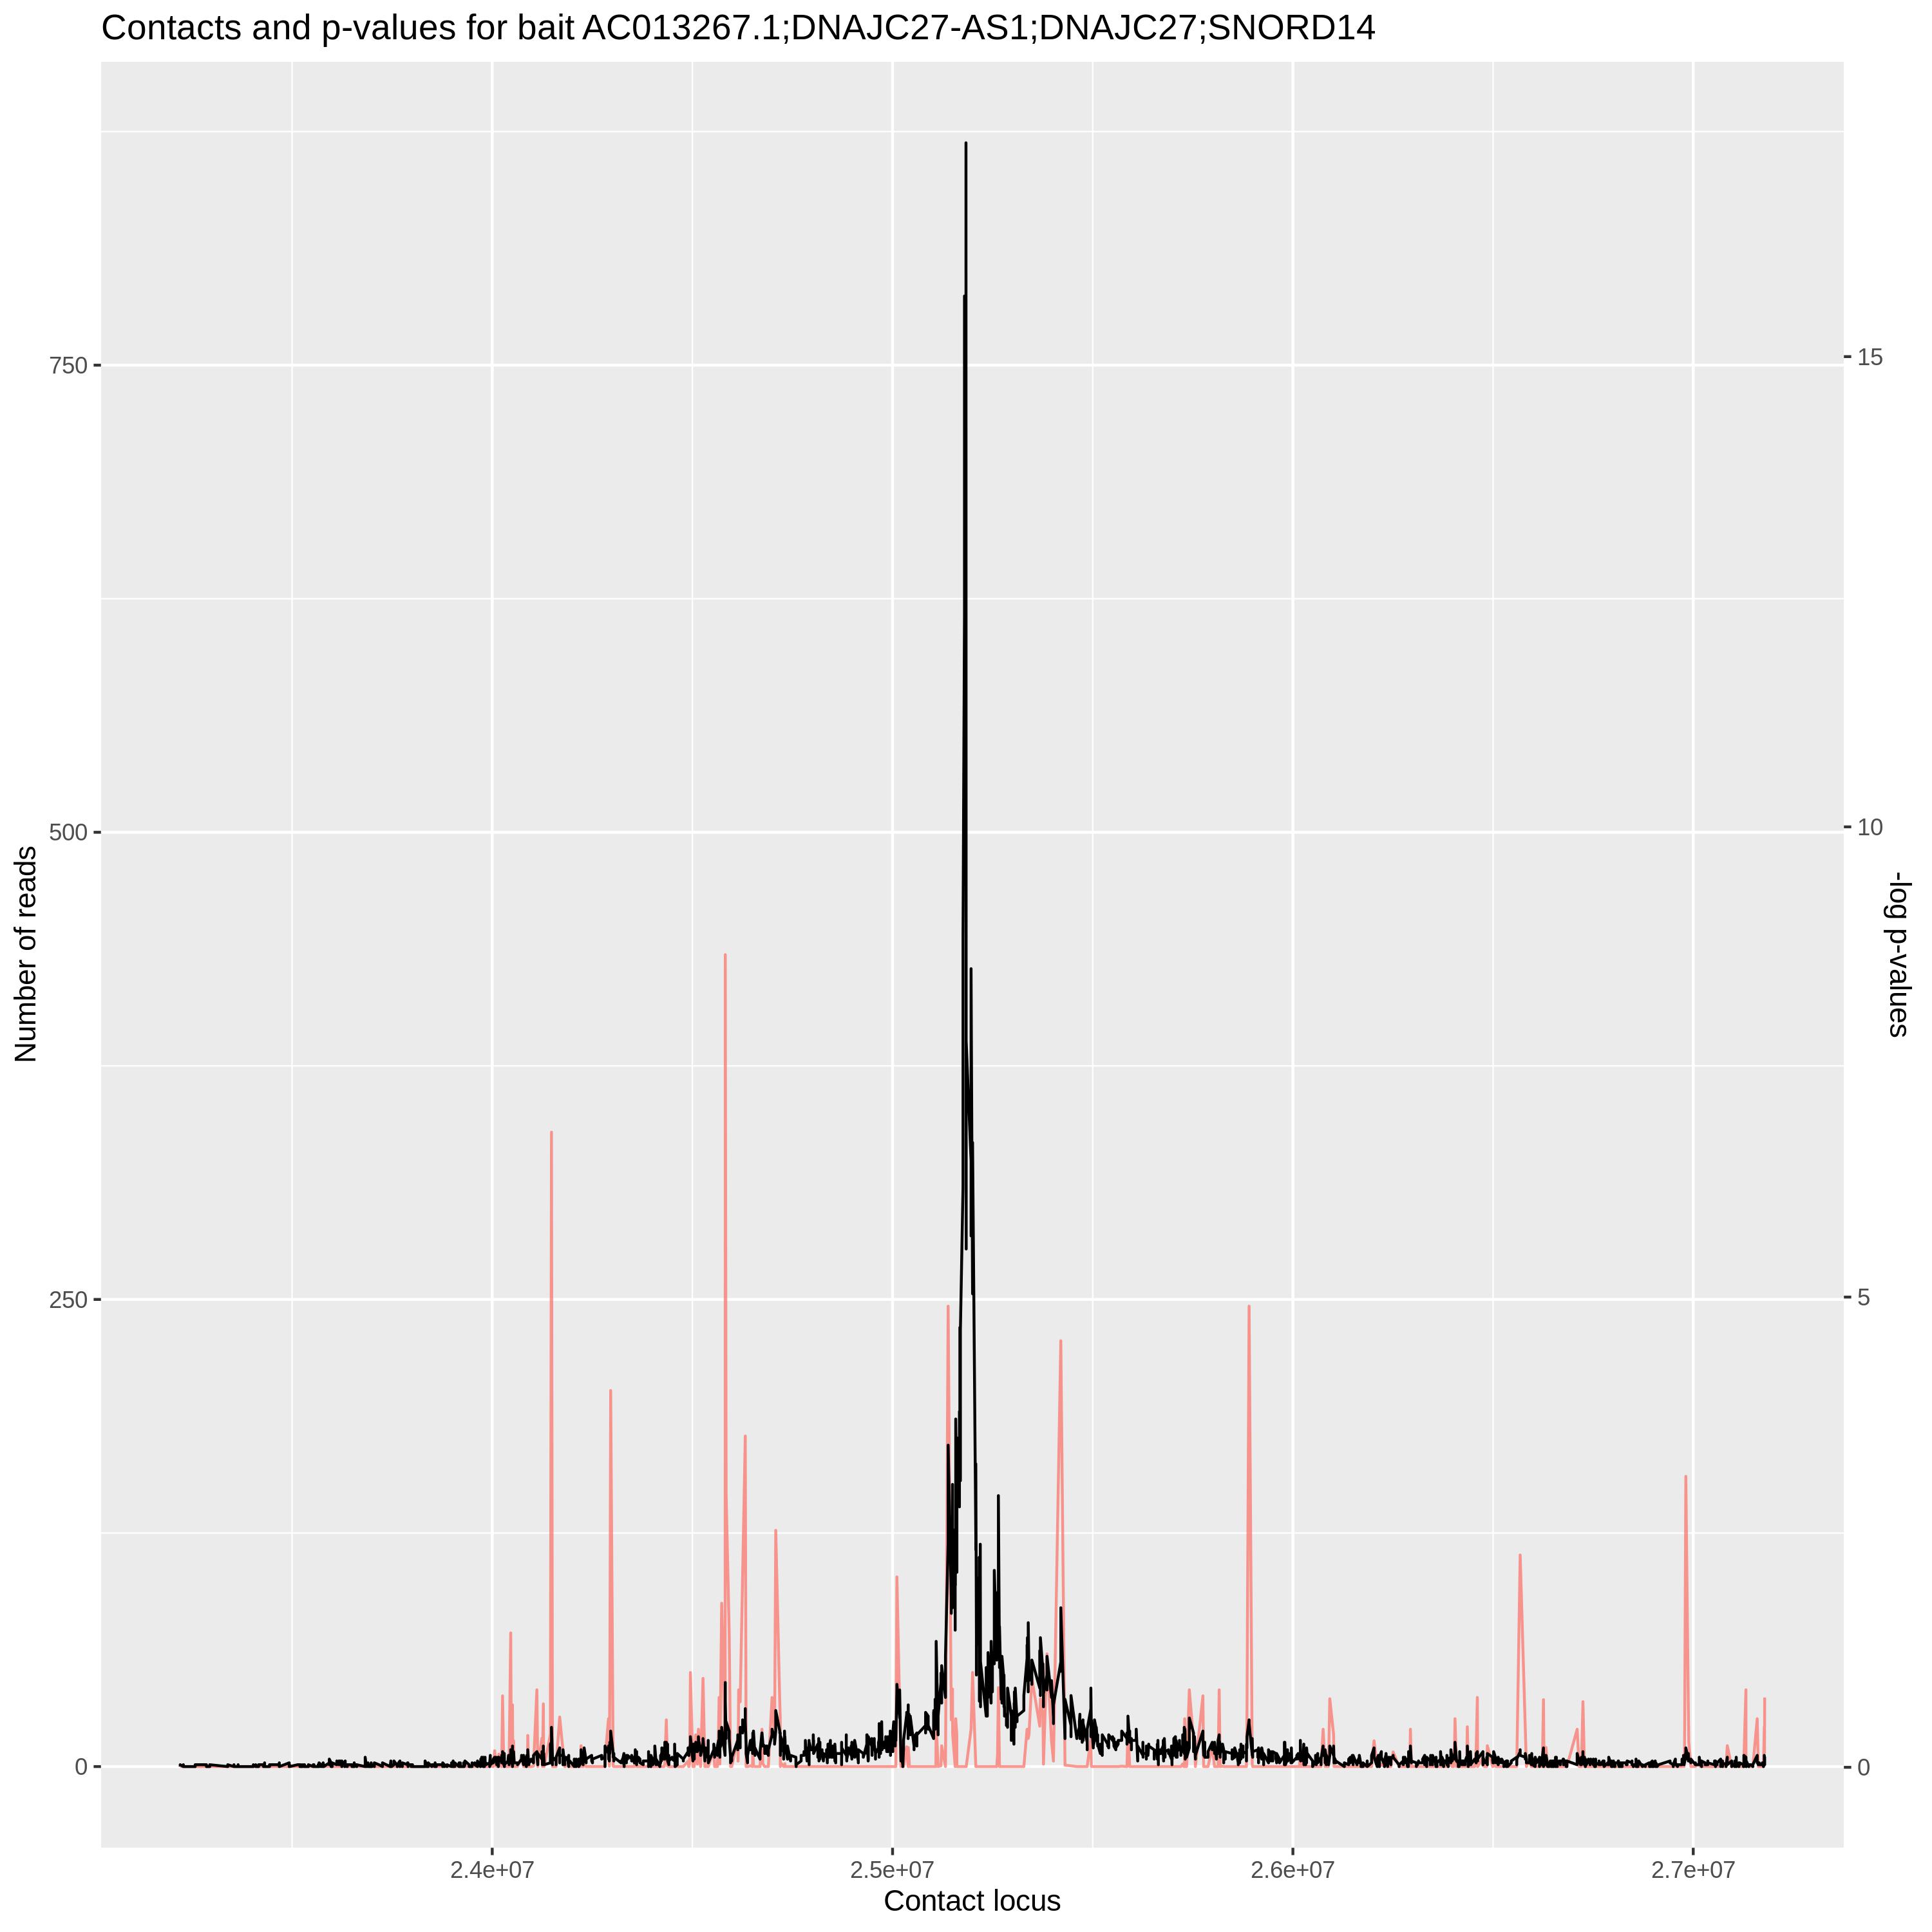 Contacts and p-values for bait AC013267.1;DNAJC27-AS1;DNAJC27;SNORD14
Number of reads
750
500
250
0
15
10
5
0
-log p-values
2.4e+07 2.5e+07 2.6e+07 2.7e+07
Contact locus